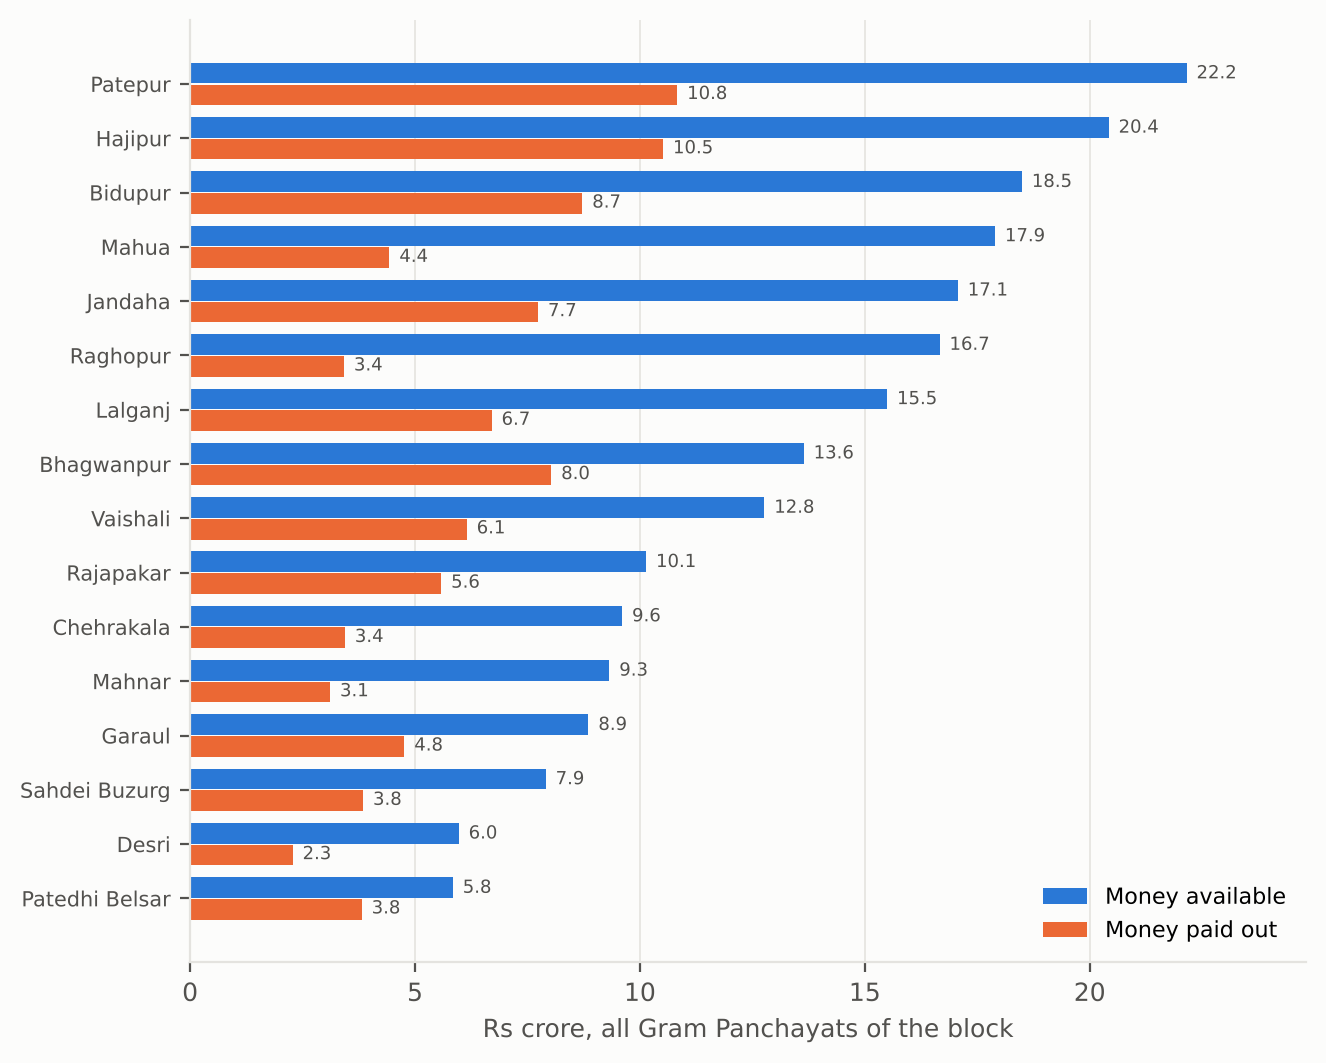 Patepur 22.2
10.8
Hajipur 20.4
10.5
Bidupur 18.5
8.7
Mahua 17.9
4.4
Jandaha 17.1
7.7
Raghopur 16.7
3.4
Lalganj 15.5
6.7
Bhagwanpur 13.6
8.0
Vaishali 12.8
6.1
Rajapakar 10.1
5.6
Chehrakala 9.6
3.4
Mahnar 9.3
3.1
Garaul 8.9
4.8
Sahdei Buzurg 7.9
3.8
Desri 6.0
2.3
Patedhi Belsar 5.8
3.8
Money available
Money paid out
0 5 10 15 20
Rs crore, all Gram Panchayats of the block